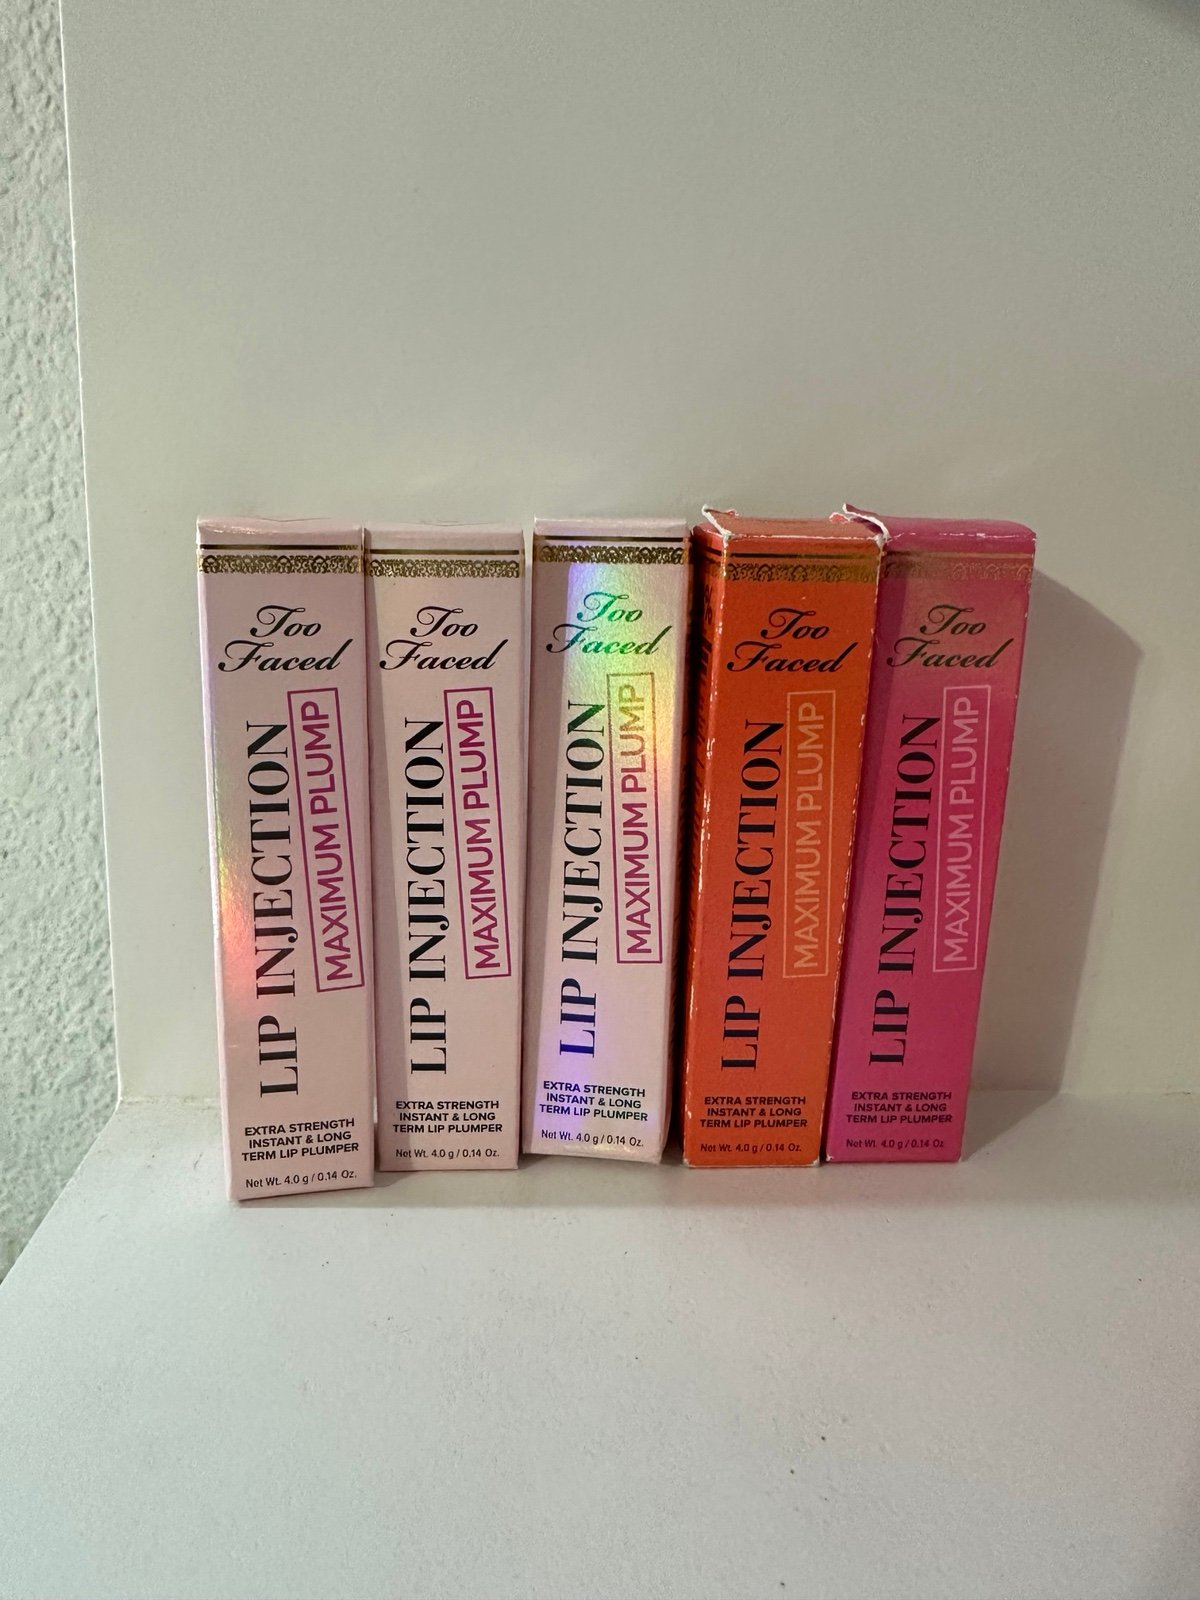 Too
Faced
LIP INJECTION
MAXIMUM PLUMP
EXTRA STRENGTH
INSTANT & LONG
TERM LIP PLUMPER
Net Wt. 4.0 g / 0.14 Oz.
Too
Faced
LIP INJECTION
MAXIMUM PLUMP
EXTRA STRENGTH
INSTANT & LONG
TERM LIP PLUMPER
Net Wt. 4.0 g / 0.14 Oz.
Too
Faced
LIP INJECTION
MAXIMUM PLUMP
EXTRA STRENGTH
INSTANT & LONG
TERM LIP PLUMPER
Net Wt. 4.0 g / 0.14 Oz.
Too
Faced
LIP INJECTION
MAXIMUM PLUMP
EXTRA STRENGTH
INSTANT & LONG
TERM LIP PLUMPER
Net Wt. 4.0 g / 0.14 Oz.
Too
Faced
LIP INJECTION
MAXIMUM PLUMP
EXTRA STRENGTH
INSTANT & LONG
TERM LIP PLUMPER
Net Wt. 4.0 g / 0.14 Oz.